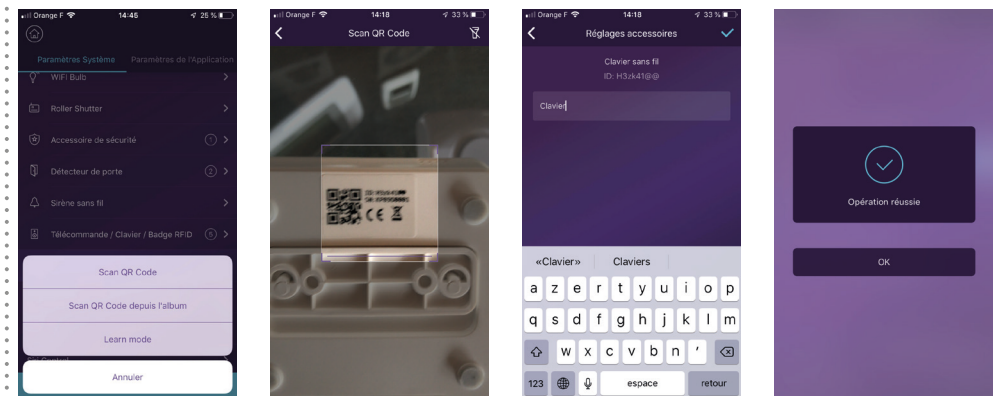 Orange F 14:45 25 %
Paramètres Système Paramètres de l'Application
WiFi Bulb
Roller Shutter
Accessoire de sécurité 1
Détecteur de porte 2
Sirène sans fil
Télécommande / Clavier / Badge RFID 5
Scan QR Code
Scan QR Code depuis l'album
Learn mode
Annuler
Orange F 14:18 33 %
Scan QR Code
CE
Orange F 14:18 33 %
Réglages accessoires
Clavier sans fil
ID: H3zk41@@
Clavier
«Clavier» Claviers
a z e r t y u i o p
q s d f g h j k l m
w x c v b n '
123 espace retour
Opération réussie
OK